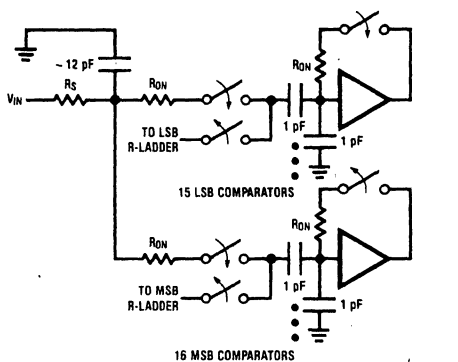 RON
~ 12 pF
RS
RON
RON
VIN
1 pF
1 pF
TO LSB
R-LADDER
15 LSB COMPARATORS
RON
RON
1 pF
1 pF
TO MSB
R-LADDER
16 MSB COMPARATORS